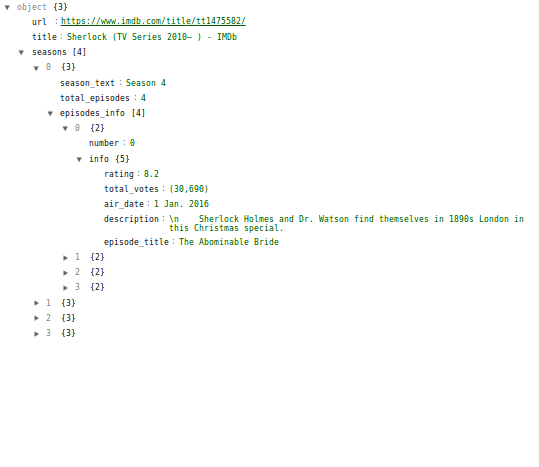 ▼ object {3}
url : https://www.imdb.com/title/tt1475582/
title : Sherlock (TV Series 2010– ) - IMDb
▼ seasons [4]
▼ 0 {3}
season_text : Season 4
total_episodes : 4
▼ episodes_info [4]
▼ 0 {2}
number : 0
▼ info {5}
rating : 8.2
total_votes : (30,690)
air_date : 1 Jan. 2016
description : \n    Sherlock Holmes and Dr. Watson find themselves in 1890s London in
this Christmas special.
episode_title : The Abominable Bride
▶ 1 {2}
▶ 2 {2}
▶ 3 {2}
▶ 1 {3}
▶ 2 {3}
▶ 3 {3}